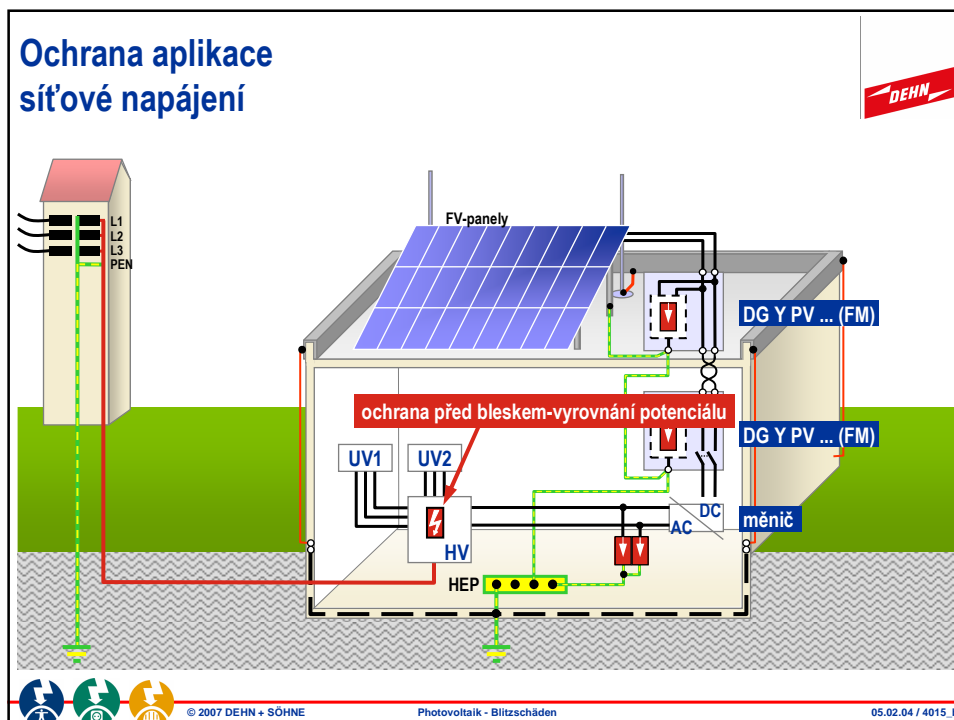 Ochrana aplikace
síťové napájení
DEHN
FV-panely
L1
L2
L3
PEN
DG Y PV ... (FM)
ochrana před bleskem-vyrovnání potenciálu
DG Y PV ... (FM)
UV1
UV2
HV
DC
AC
měnič
HEP
© 2007 DEHN + SÖHNE
Photovoltaik - Blitzschäden
05.02.04 / 4015_